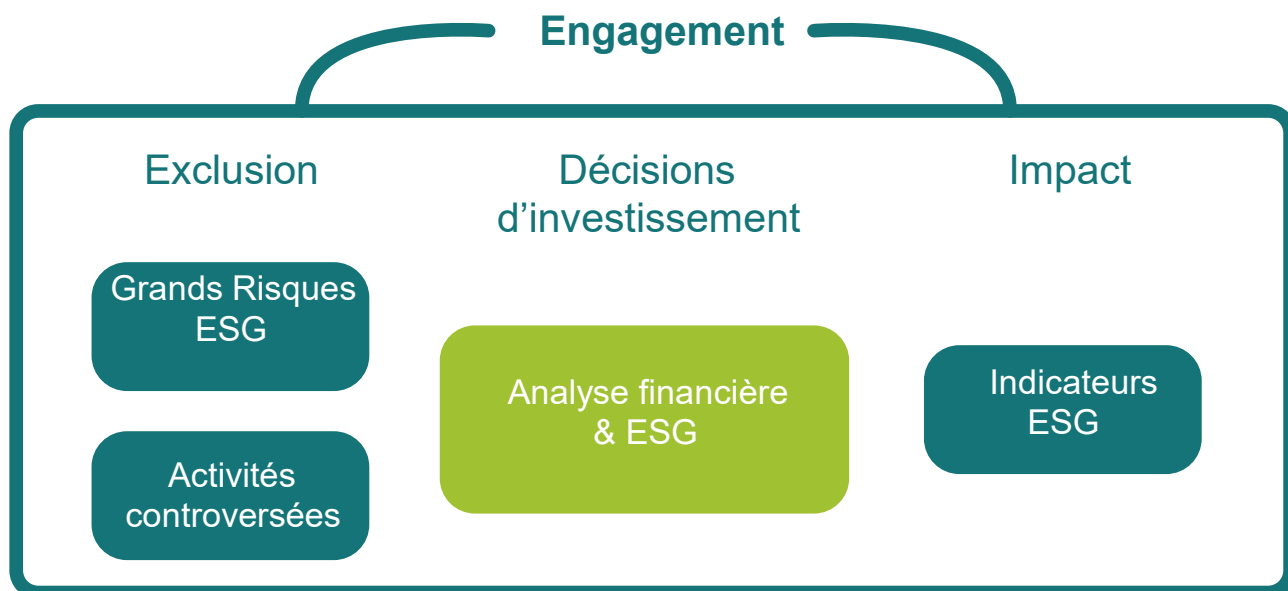 Engagement
Exclusion
Grands Risques
ESG
Activités
controversées
Décisions
d’investissement
Analyse financière
& ESG
Impact
Indicateurs
ESG